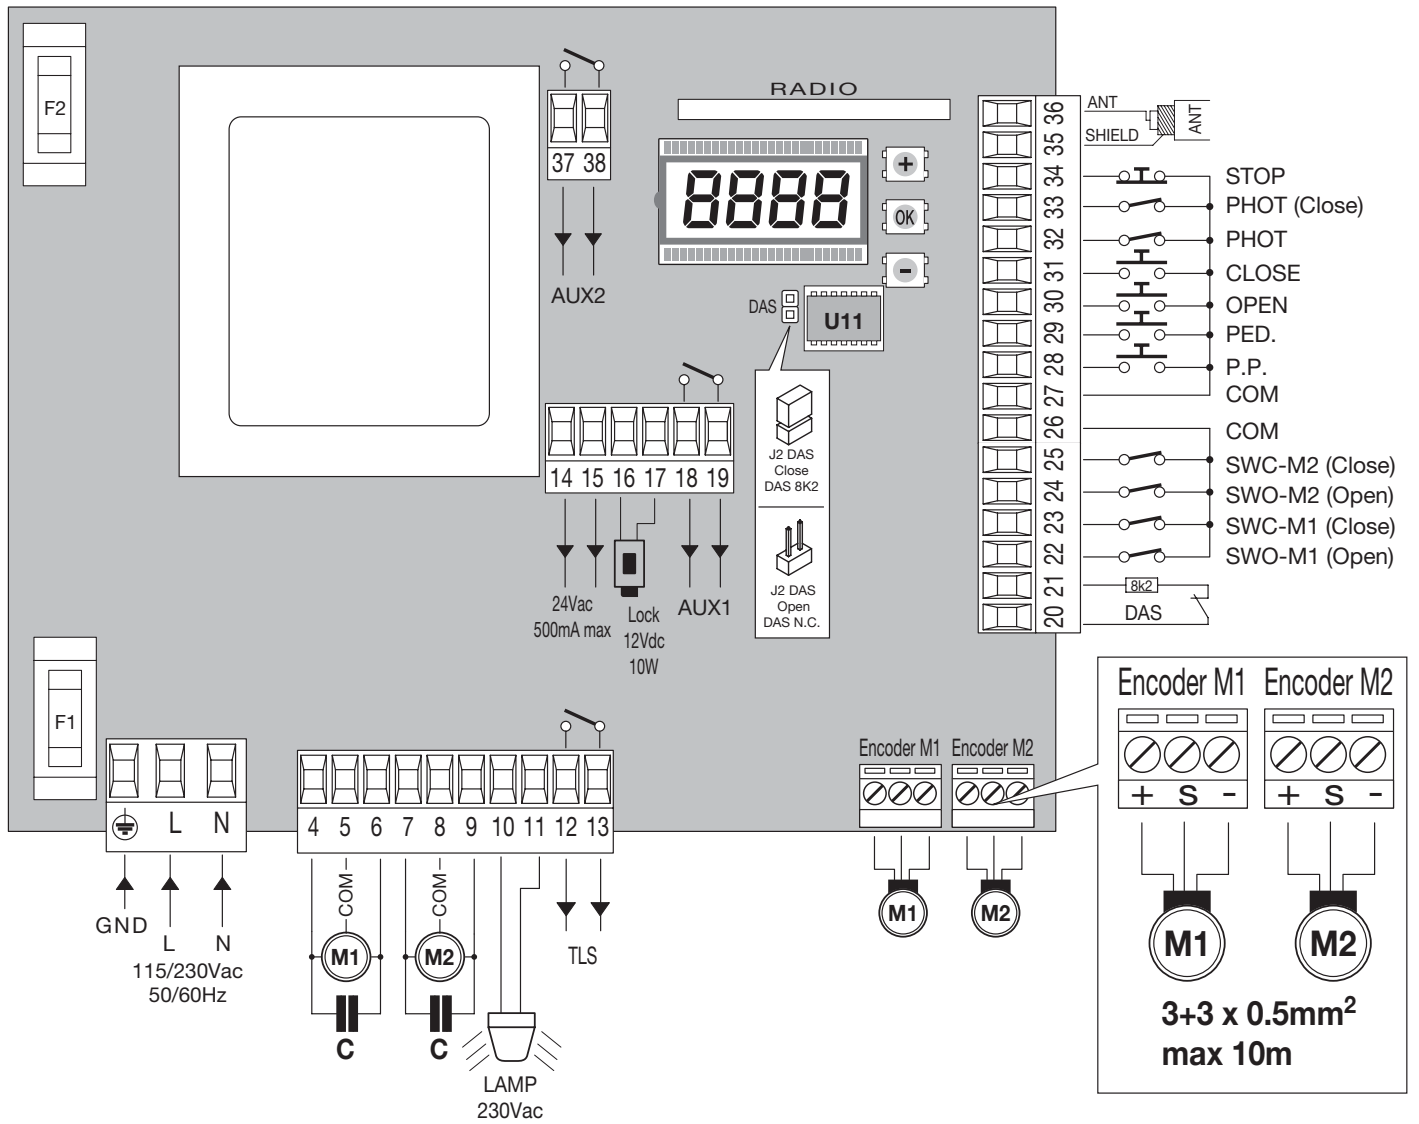 F2
37 38
AUX2
RADIO
8888
+
OK
-
DAS
U11
J2 DAS
Close
DAS 8K2
J2 DAS
Open
DAS N.C.
14 15 16 17 18 19
24Vac
500mA max
Lock
12Vdc
10W
AUX1
36 ANT
ANT
35 SHIELD
34 STOP
33 PHOT (Close)
32 PHOT
31 CLOSE
30 OPEN
29 PED.
28 P.P.
27 COM
26 COM
25 SWC-M2 (Close)
24 SWO-M2 (Open)
23 SWC-M1 (Close)
22 SWO-M1 (Open)
21 8k2
20 DAS
F1
L N
GND
L N
115/230Vac
50/60Hz
4 5 6 7 8 9 10 11 12 13
COM COM
M1 M2
C C
LAMP
230Vac
TLS
Encoder M1 Encoder M2
M1 M2
Encoder M1 Encoder M2
+ S - + S -
M1 M2
3+3 x 0.5mm²
max 10m